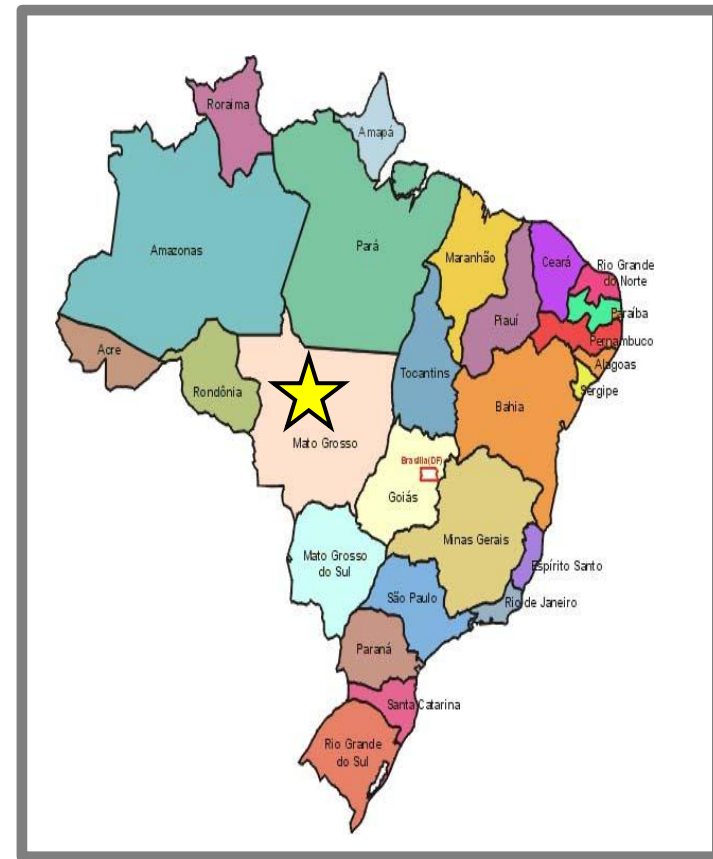 Roraima
Amapá
Amazonas
Pará
Maranhão
Ceará
Rio Grande
do Norte
Piauí
Paraíba
Pernambuco
Acre
Alagoas
Tocantins
Rondônia
Sergipe
Bahia
Mato Grosso
Brasília(DF)
Goiás
Minas Gerais
Mato Grosso
do Sul
Espírito Santo
São Paulo
Rio de Janeiro
Paraná
Santa Catarina
Rio Grande
do Sul